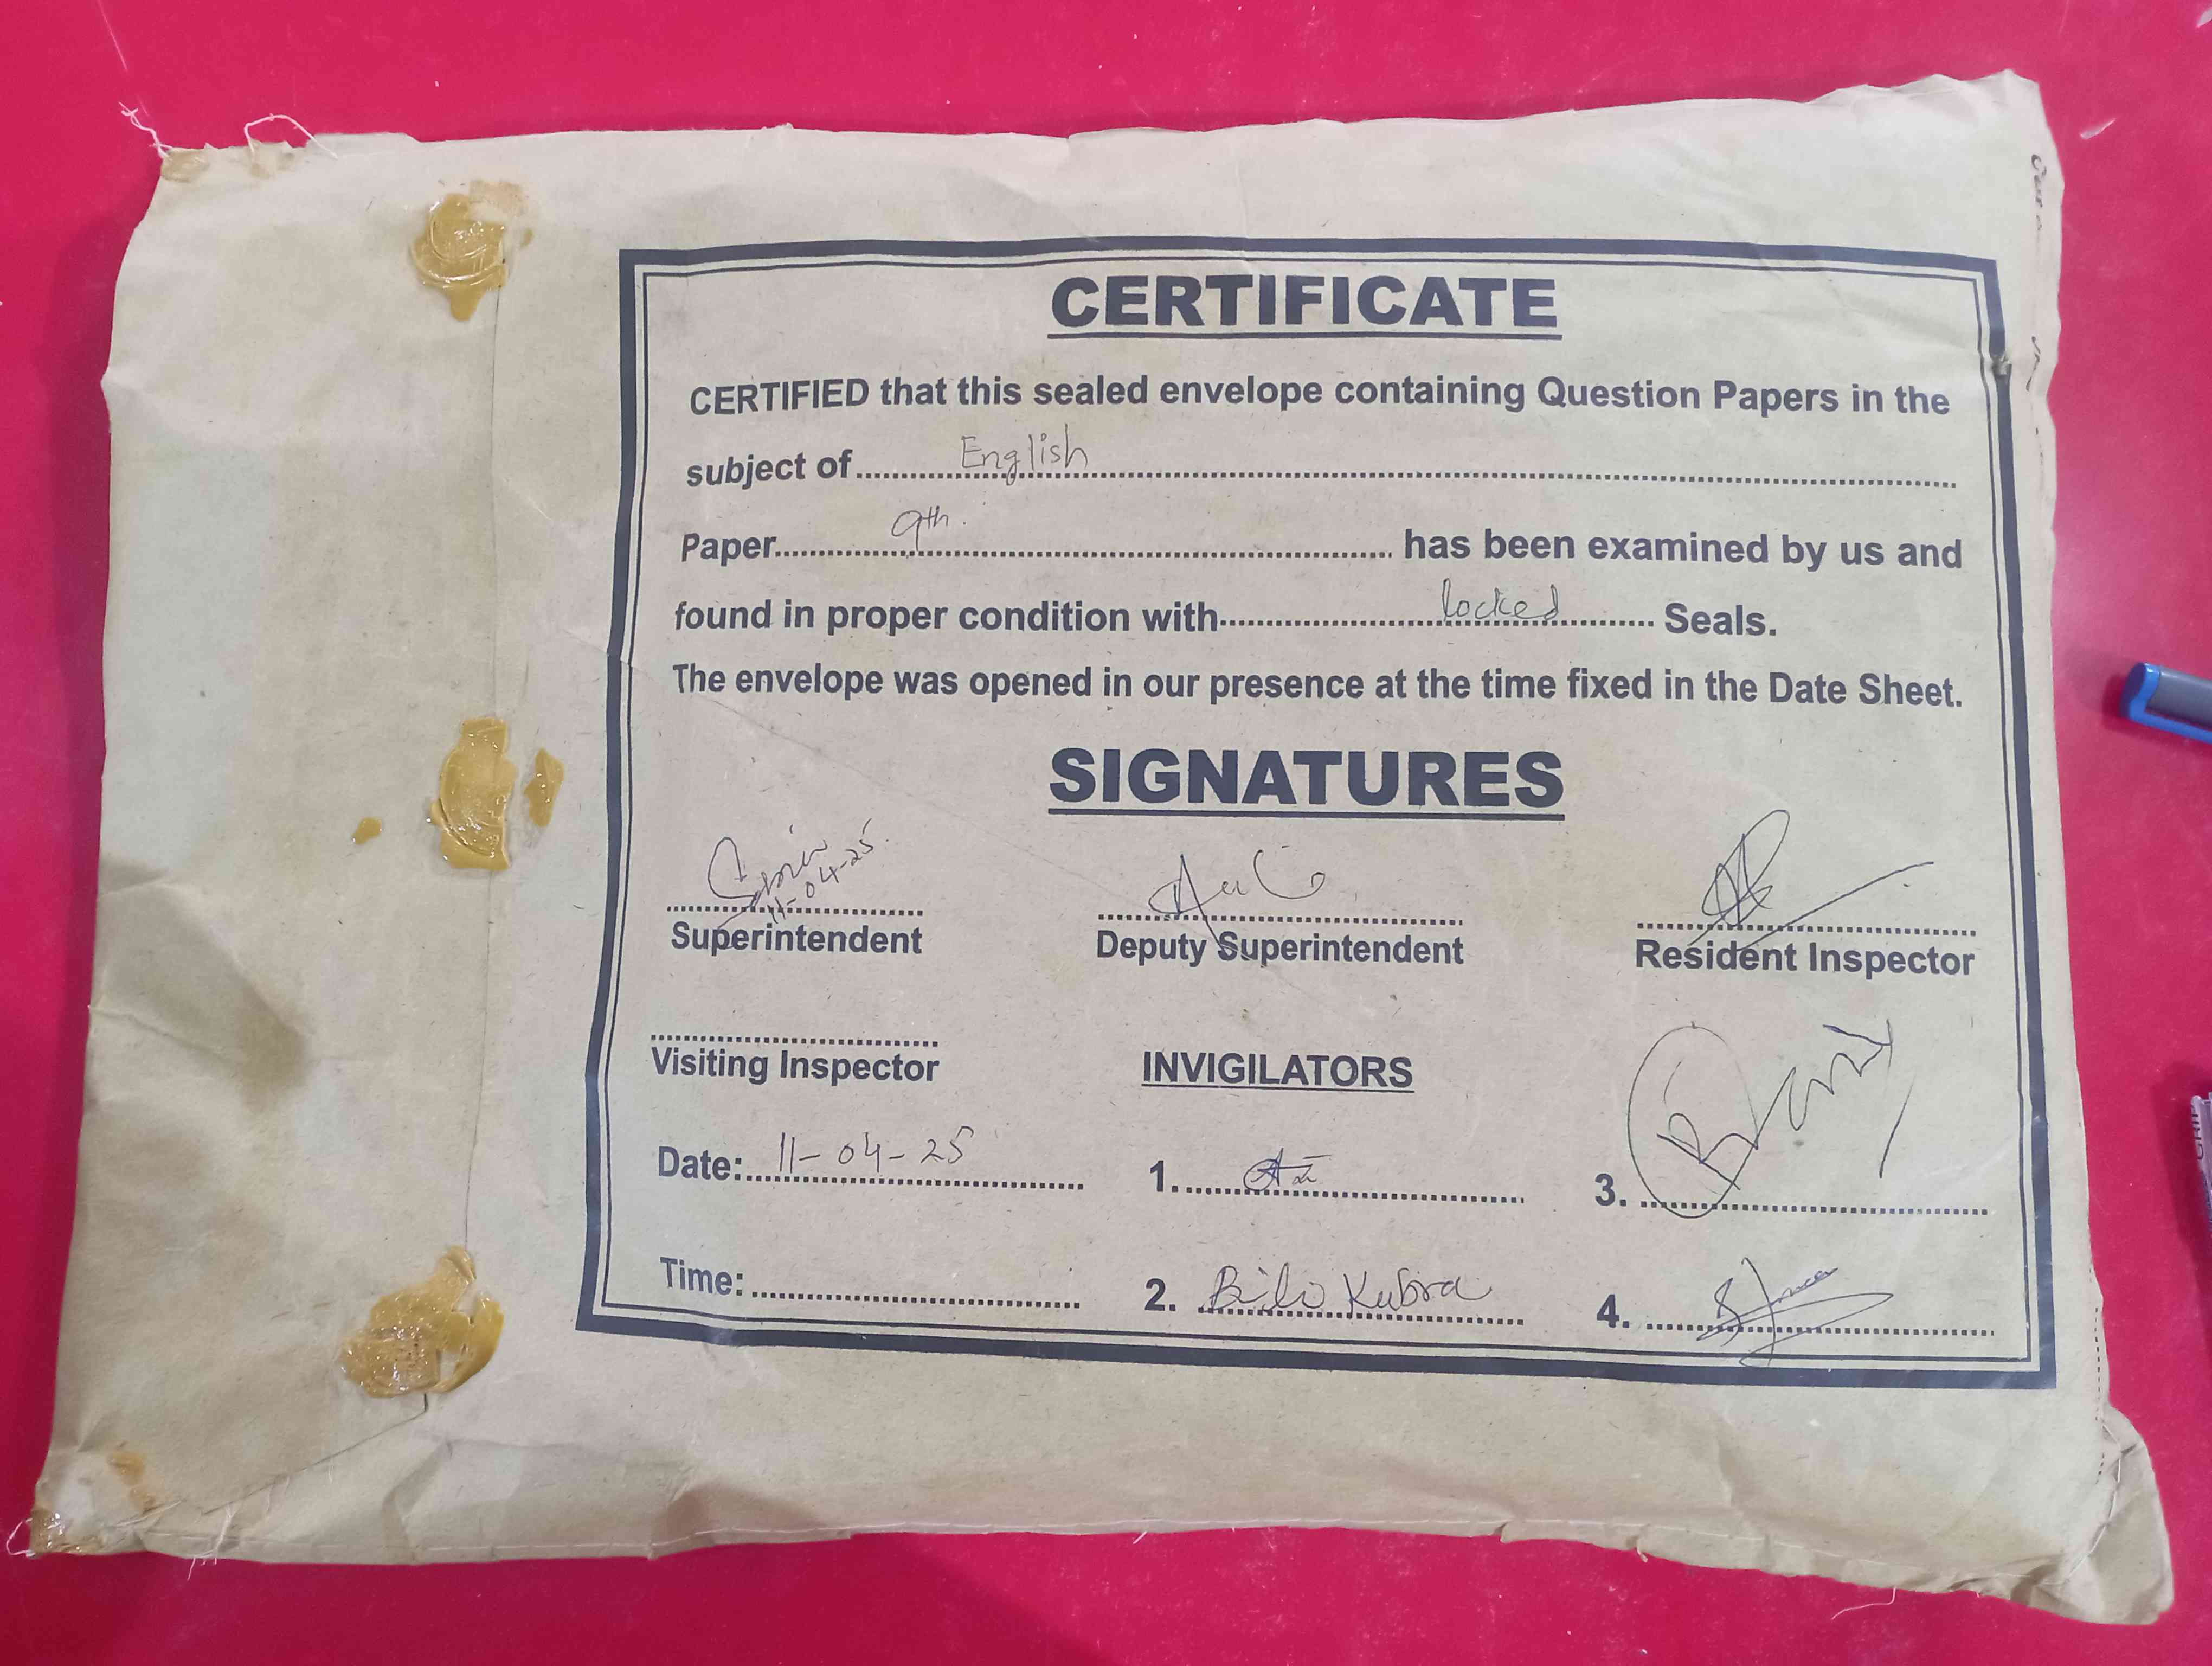 CERTIFICATE
CERTIFIED that this sealed envelope containing Question Papers in the
subject of English
Paper 9th. has been examined by us and
found in proper condition with locked Seals.
The envelope was opened in our presence at the time fixed in the Date Sheet.
SIGNATURES
11-04-25
Superintendent
Deputy Superintendent
Resident Inspector
Visiting Inspector
INVIGILATORS
Date: 11-04-25
1.
3.
Time:
2. Kubra
4.